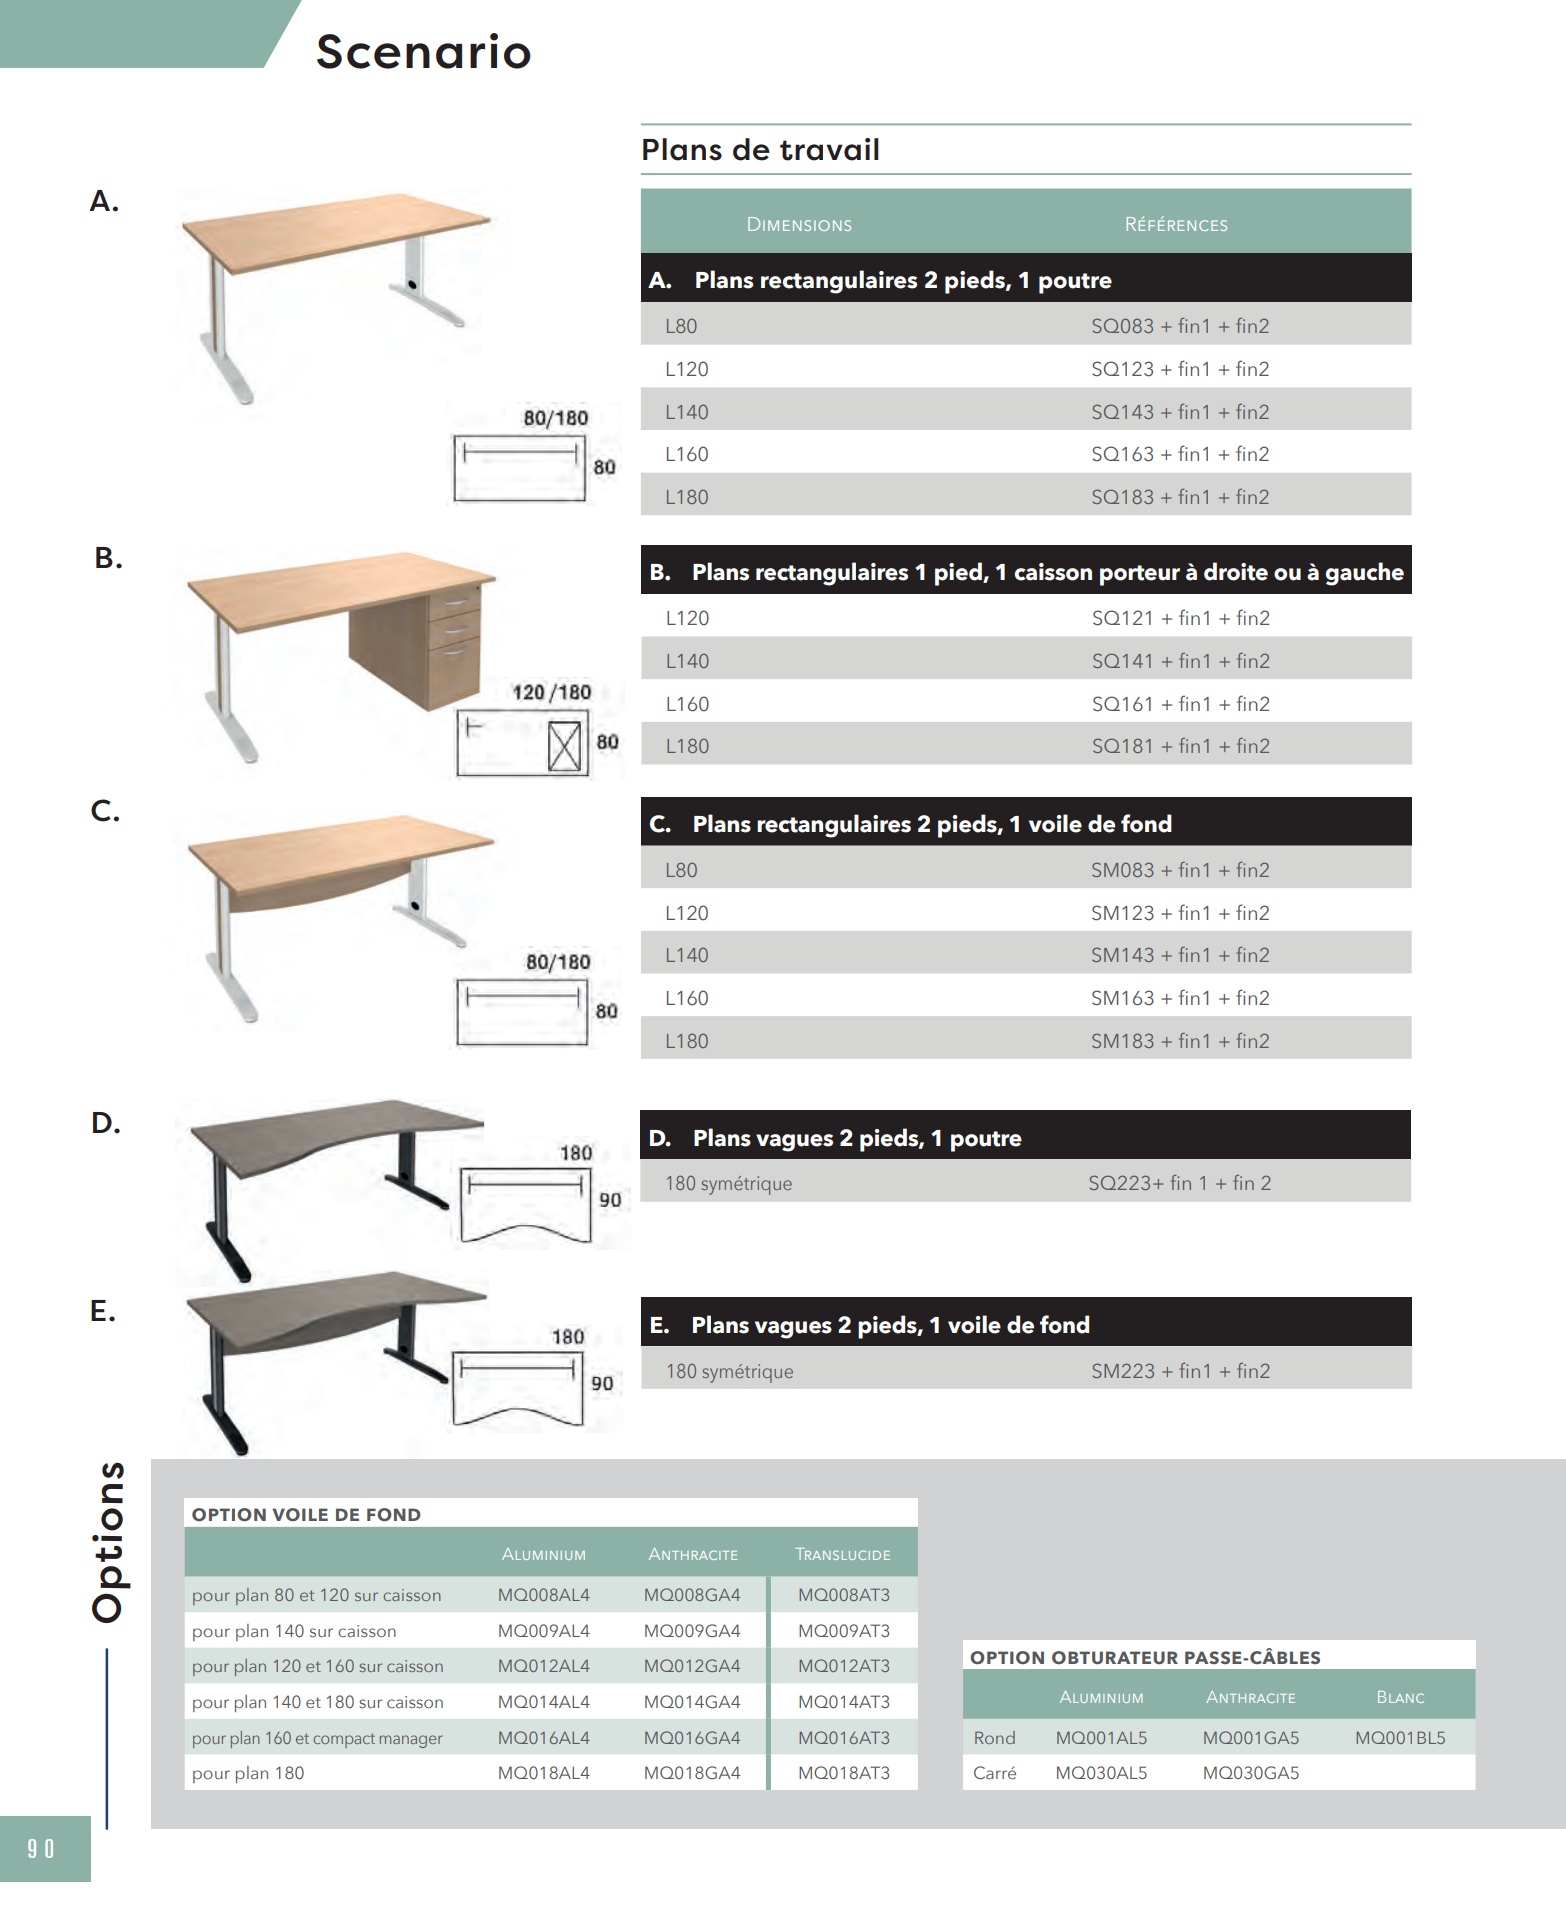 Scenario
Plans de travail
Dimensions Références
A.
A. Plans rectangulaires 2 pieds, 1 poutre
L80 SQ083 + fin1 + fin2
L120 SQ123 + fin1 + fin2
L140 SQ143 + fin1 + fin2
L160 SQ163 + fin1 + fin2
L180 SQ183 + fin1 + fin2
80/180
80
B.
B. Plans rectangulaires 1 pied, 1 caisson porteur à droite ou à gauche
L120 SQ121 + fin1 + fin2
L140 SQ141 + fin1 + fin2
L160 SQ161 + fin1 + fin2
L180 SQ181 + fin1 + fin2
120/180
80
C.
C. Plans rectangulaires 2 pieds, 1 voile de fond
L80 SM083 + fin1 + fin2
L120 SM123 + fin1 + fin2
L140 SM143 + fin1 + fin2
L160 SM163 + fin1 + fin2
L180 SM183 + fin1 + fin2
80/180
80
D.
D. Plans vagues 2 pieds, 1 poutre
180 symétrique SQ223+ fin 1 + fin 2
180
90
E.
E. Plans vagues 2 pieds, 1 voile de fond
180 symétrique SM223 + fin1 + fin2
180
90
Options
OPTION VOILE DE FOND
Aluminium Anthracite Translucide
pour plan 80 et 120 sur caisson MQ008AL4 MQ008GA4 MQ008AT3
pour plan 140 sur caisson MQ009AL4 MQ009GA4 MQ009AT3
pour plan 120 et 160 sur caisson MQ012AL4 MQ012GA4 MQ012AT3
pour plan 140 et 180 sur caisson MQ014AL4 MQ014GA4 MQ014AT3
pour plan 160 et compact manager MQ016AL4 MQ016GA4 MQ016AT3
pour plan 180 MQ018AL4 MQ018GA4 MQ018AT3
OPTION OBTURATEUR PASSE-CÂBLES
Aluminium Anthracite Blanc
Rond MQ001AL5 MQ001GA5 MQ001BL5
Carré MQ030AL5 MQ030GA5
90